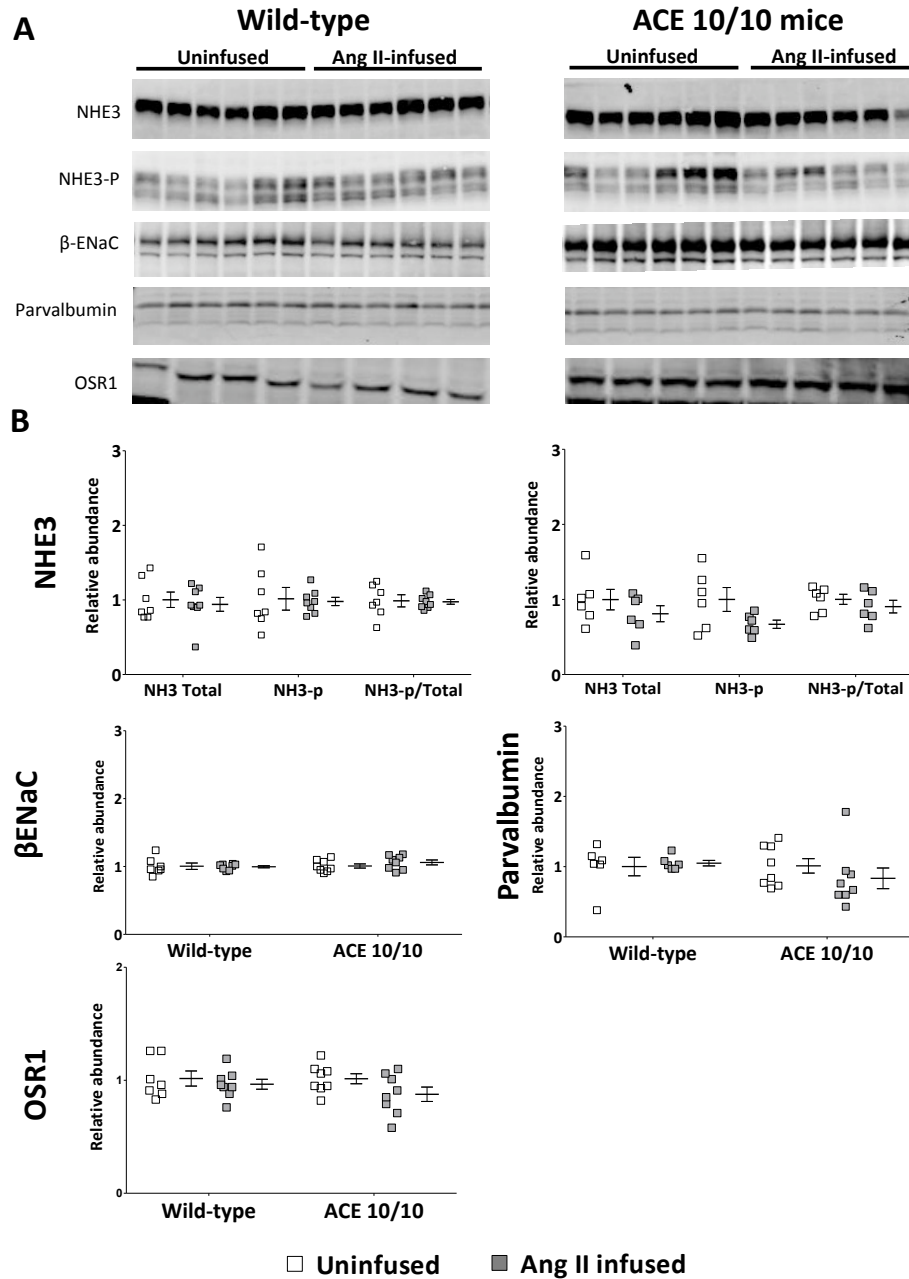 A
Wild-type
ACE 10/10 mice
Uninfused
Ang II-infused
Uninfused
Ang II-infused
NHE3
NHE3-P
β-ENaC
Parvalbumin
OSR1
B
NHE3
Relative abundance
3
2
1
0
NH3 Total
NH3-p
NH3-p/Total
Relative abundance
3
2
1
0
NH3 Total
NH3-p
NH3-p/Total
βENaC
Relative abundance
3
2
1
0
Wild-type
ACE 10/10
Parvalbumin
Relative abundance
3
2
1
0
Wild-type
ACE 10/10
OSR1
Relative abundance
2
1
0
Wild-type
ACE 10/10
Uninfused
Ang II infused